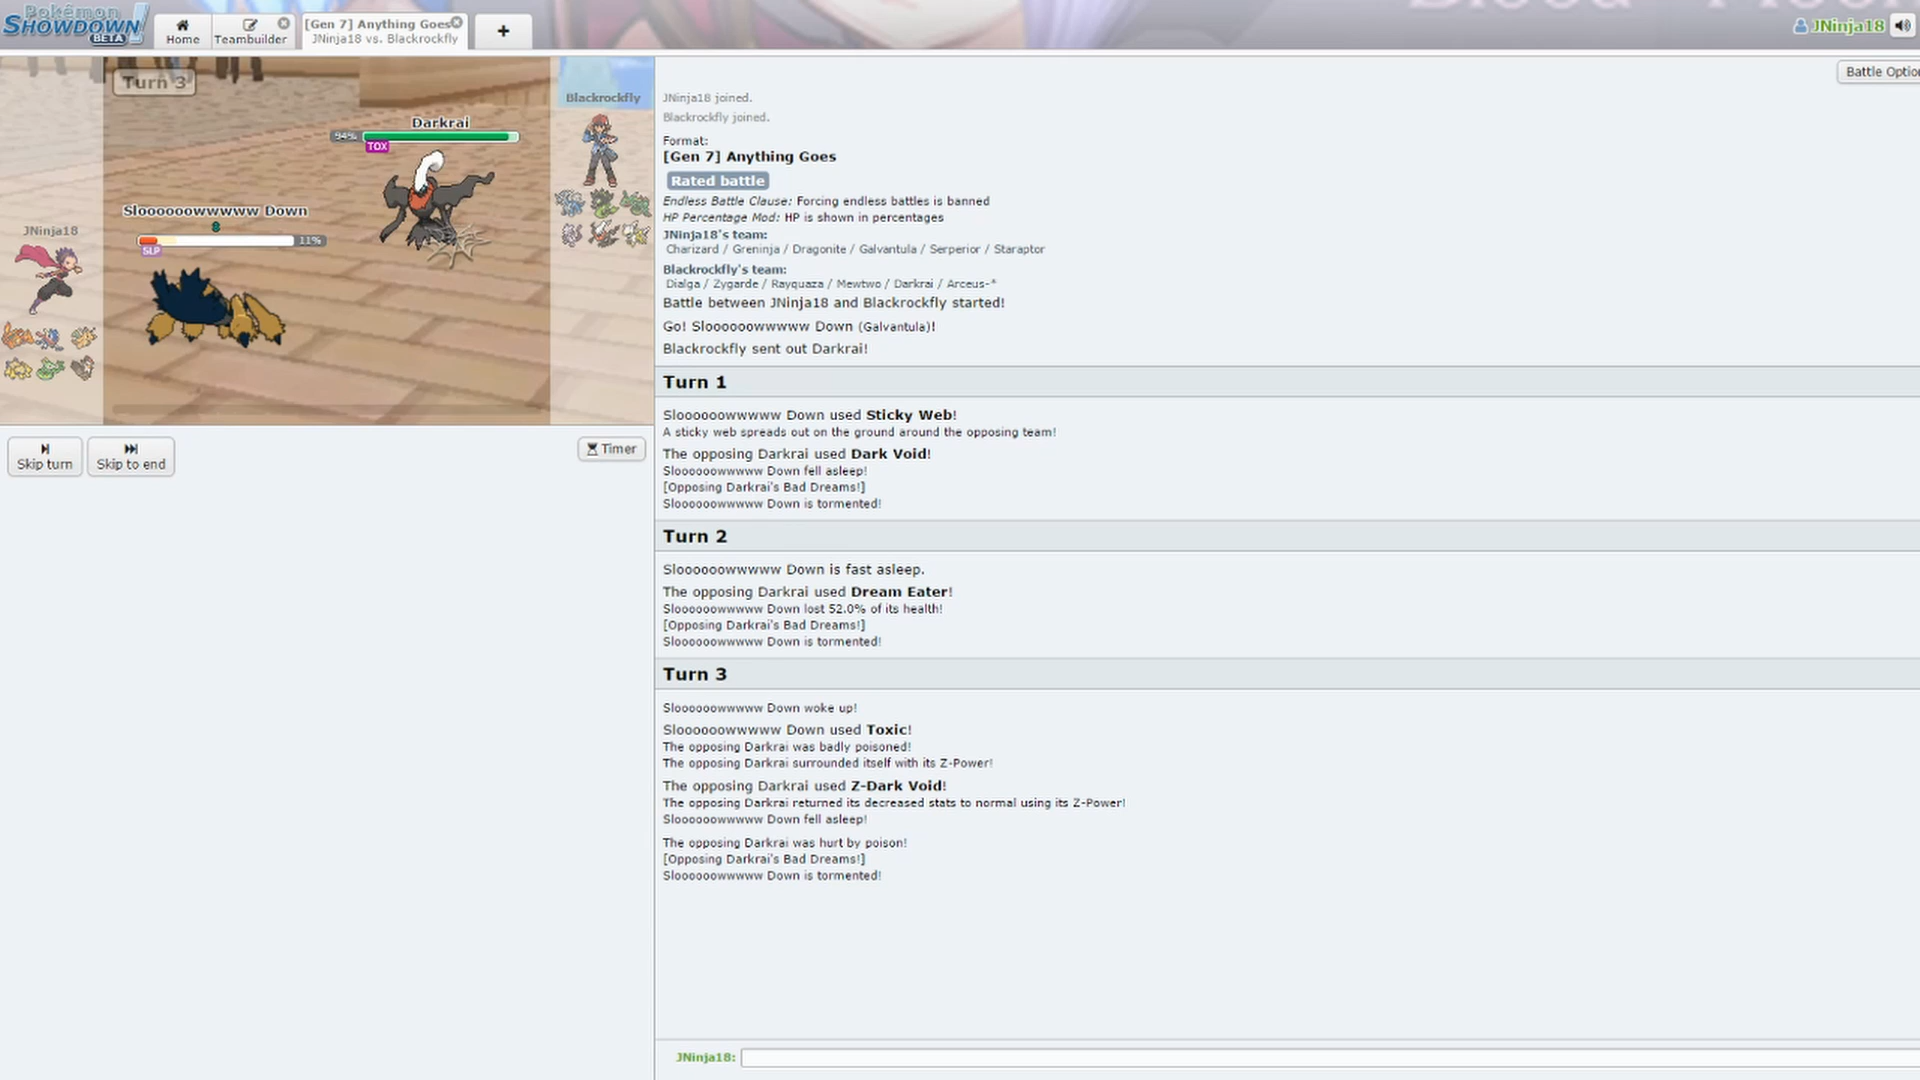 Pokémon
SHOWDOWN!
BETA
Home
Teambuilder
[Gen 7] Anything Goes
JNinja18 vs. Blackrockfly
+
JNinja18
Turn 3
Blackrockfly
Darkrai
94%
TOX
Sloooooowwwww Down
11%
SLP
JNinja18
Skip turn
Skip to end
Timer
Battle Option
JNinja18 joined.
Blackrockfly joined.
Format:
[Gen 7] Anything Goes
Rated battle
Endless Battle Clause: Forcing endless battles is banned
HP Percentage Mod: HP is shown in percentages
JNinja18's team:
Charizard / Greninja / Dragonite / Galvantula / Serperior / Staraptor
Blackrockfly's team:
Dialga / Zygarde / Rayquaza / Mewtwo / Darkrai / Arceus-*
Battle between JNinja18 and Blackrockfly started!
Go! Sloooooowwwww Down (Galvantula)!
Blackrockfly sent out Darkrai!
Turn 1
Sloooooowwwww Down used Sticky Web!
A sticky web spreads out on the ground around the opposing team!
The opposing Darkrai used Dark Void!
Sloooooowwwww Down fell asleep!
[Opposing Darkrai's Bad Dreams!]
Sloooooowwwww Down is tormented!
Turn 2
Sloooooowwwww Down is fast asleep.
The opposing Darkrai used Dream Eater!
Sloooooowwwww Down lost 52.0% of its health!
[Opposing Darkrai's Bad Dreams!]
Sloooooowwwww Down is tormented!
Turn 3
Sloooooowwwww Down woke up!
Sloooooowwwww Down used Toxic!
The opposing Darkrai was badly poisoned!
The opposing Darkrai surrounded itself with its Z-Power!
The opposing Darkrai used Z-Dark Void!
The opposing Darkrai returned its decreased stats to normal using its Z-Power!
Sloooooowwwww Down fell asleep!
The opposing Darkrai was hurt by poison!
[Opposing Darkrai's Bad Dreams!]
Sloooooowwwww Down is tormented!
JNinja18: